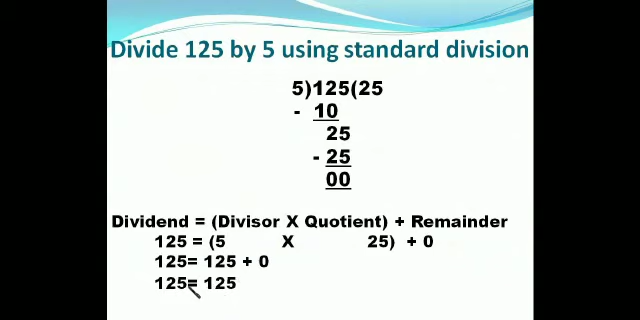 Divide 125 by 5 using standard division
5)125(25
- 10
25
- 25
00
Dividend = (Divisor X Quotient) + Remainder
125 = (5 X 25) + 0
125= 125 + 0
125= 125